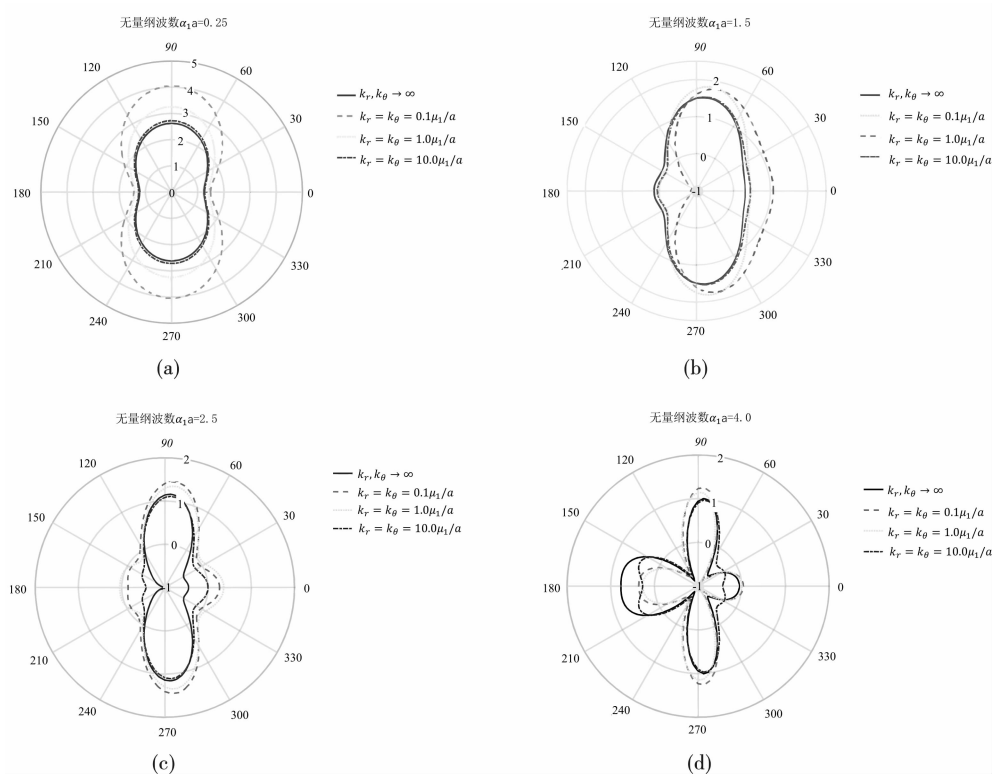 无量纲波数α₁a=0.25
90
120
60
150
30
180
0
210
330
240
300
270
5
4
3
2
1
0
k_r, k_θ → ∞
k_r = k_θ = 0.1μ₁/a
k_r = k_θ = 1.0μ₁/a
k_r = k_θ = 10.0μ₁/a
(a)
无量纲波数α₁a=1.5
90
120
60
150
30
180
0
210
330
240
300
270
2
1
0
-1
k_r, k_θ → ∞
k_r = k_θ = 0.1μ₁/a
k_r = k_θ = 1.0μ₁/a
k_r = k_θ = 10.0μ₁/a
(b)
无量纲波数α₁a=2.5
90
120
60
150
30
180
0
210
330
240
300
270
2
1
0
-1
k_r, k_θ → ∞
k_r = k_θ = 0.1μ₁/a
k_r = k_θ = 1.0μ₁/a
k_r = k_θ = 10.0μ₁/a
(c)
无量纲波数α₁a=4.0
90
120
60
150
30
180
0
210
330
240
300
270
2
1
0
-1
k_r, k_θ → ∞
k_r = k_θ = 0.1μ₁/a
k_r = k_θ = 1.0μ₁/a
k_r = k_θ = 10.0μ₁/a
(d)